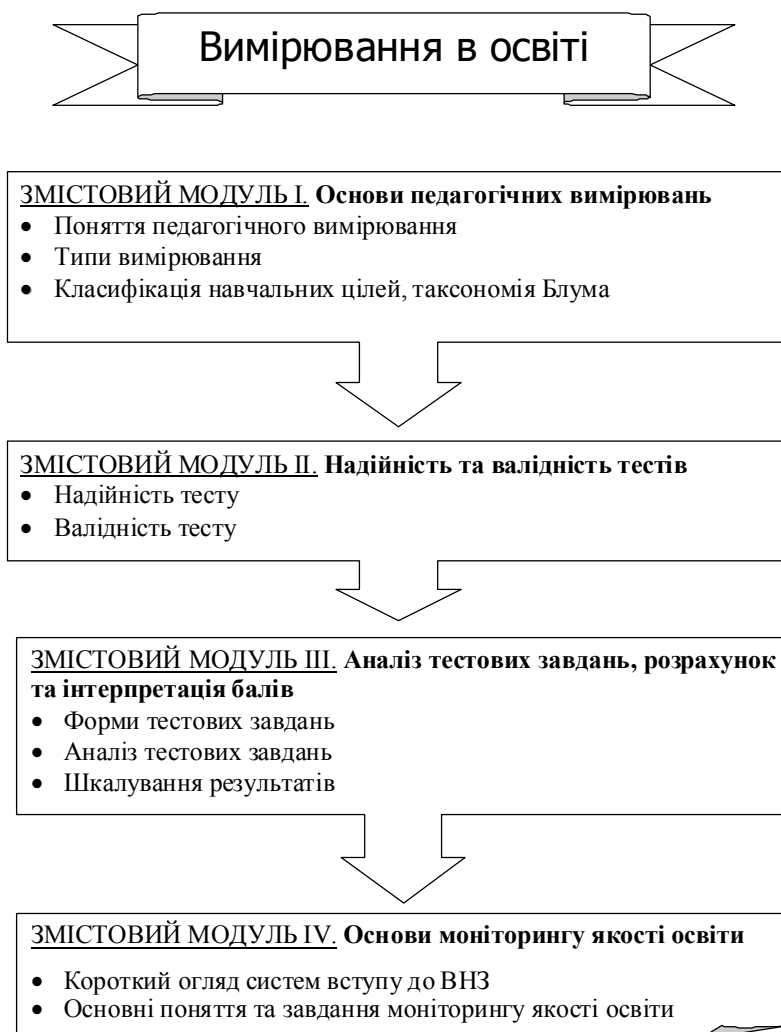 Вимірювання в освіті
ЗМІСТОВИЙ МОДУЛЬ І. Основи педагогічних вимірювань
• Поняття педагогічного вимірювання
• Типи вимірювання
• Класифікація навчальних цілей, таксономія Блума
ЗМІСТОВИЙ МОДУЛЬ ІІ. Надійність та валідність тестів
• Надійність тесту
• Валідність тесту
ЗМІСТОВИЙ МОДУЛЬ ІІІ. Аналіз тестових завдань, розрахунок
та інтерпретація балів
• Форми тестових завдань
• Аналіз тестових завдань
• Шкалування результатів
ЗМІСТОВИЙ МОДУЛЬ IV. Основи моніторингу якості освіти
• Короткий огляд систем вступу до ВНЗ
• Основні поняття та завдання моніторингу якості освіти